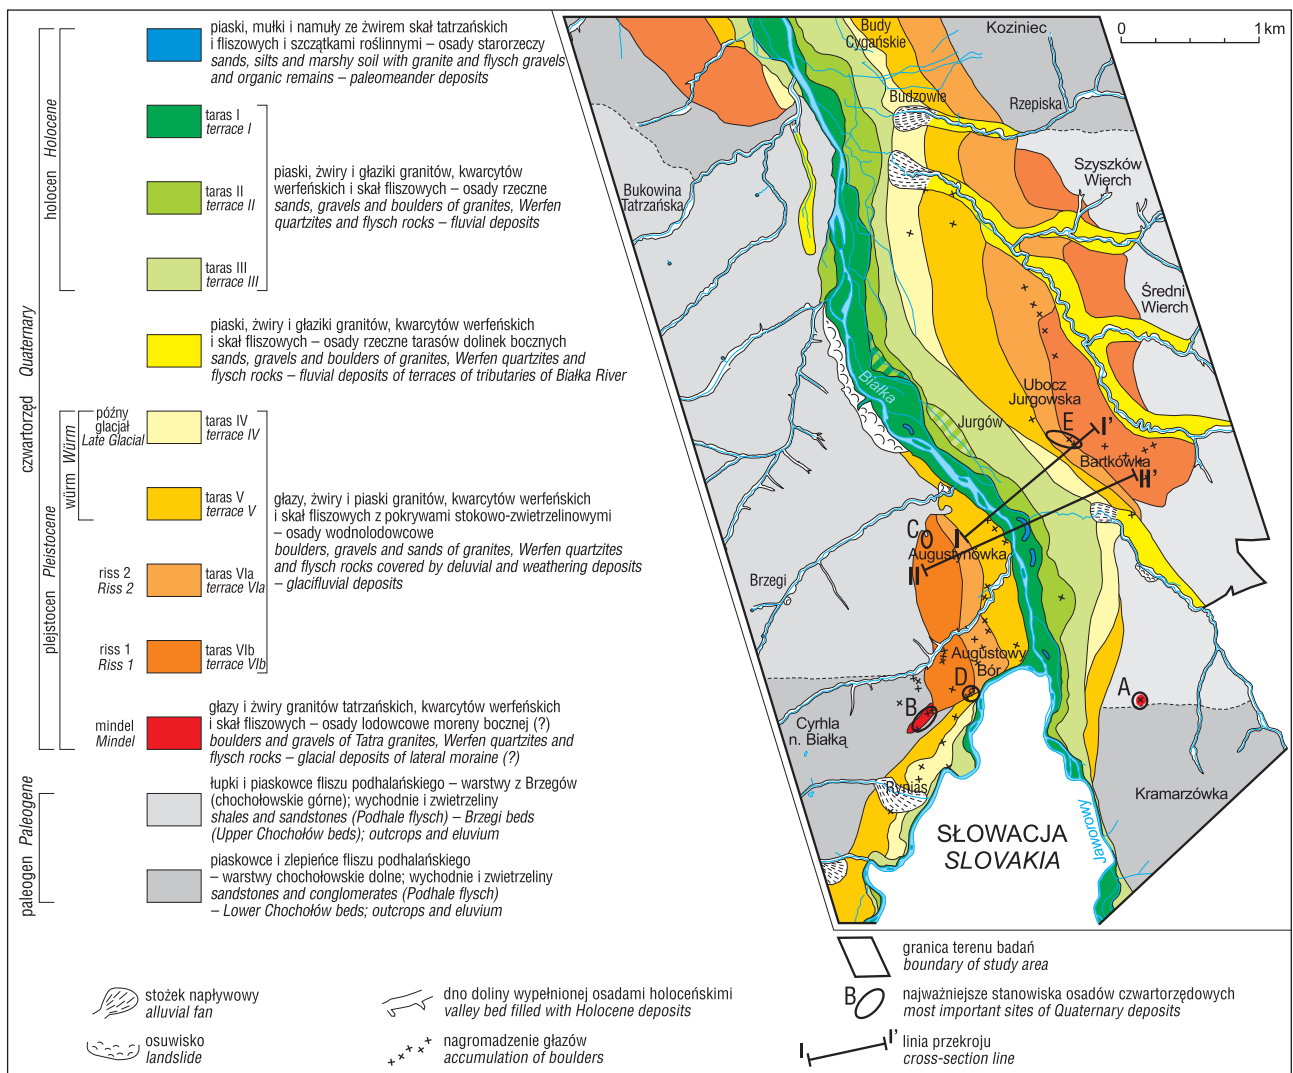 czwartorzęd Quaternary
holocen Holocene
plejstocen Pleistocene
würm Würm
paleogen Paleogene
piaski, mułki i namuły ze żwirem skał tatrzańskich
i fliszowych i szczątkami roślinnymi – osady starorzeczy
sands, silts and marshy soil with granite and flysch gravels
and organic remains – paleomeander deposits
taras I
terrace I
taras II
terrace II
taras III
terrace III
piaski, żwiry i głaziki granitów, kwarcytów
werfeńskich i skał fliszowych – osady rzeczne
sands, gravels and boulders of granites, Werfen
quartzites and flysch rocks – fluvial deposits
piaski, żwiry i głaziki granitów, kwarcytów werfeńskich
i skał fliszowych – osady rzeczne tarasów dolinek bocznych
sands, gravels and boulders of granites, Werfen quartzites and
flysch rocks – fluvial deposits of terraces of tributaries of Białka River
późny
glacjał
Late Glacial
taras IV
terrace IV
taras V
terrace V
riss 2
Riss 2
taras VIa
terrace VIa
riss 1
Riss 1
taras VIb
terrace VIb
głazy, żwiry i piaski granitów, kwarcytów werfeńskich
i skał fliszowych z pokrywami stokowo-zwietrzelinowymi
– osady wodnolodowcowe
boulders, gravels and sands of granites, Werfen quartzites
and flysch rocks covered by deluvial and weathering deposits
– glacifluvial deposits
mindel
Mindel
głazy i żwiry granitów tatrzańskich, kwarcytów werfeńskich
i skał fliszowych – osady lodowcowe moreny bocznej (?)
boulders and gravels of Tatra granites, Werfen quartzites and
flysch rocks – glacial deposits of lateral moraine (?)
łupki i piaskowce fliszu podhalańskiego – warstwy z Brzegów
(chochołowskie górne); wychodnie i zwietrzeliny
shales and sandstones (Podhale flysch) – Brzegi beds
(Upper Chochołów beds); outcrops and eluvium
piaskowce i zlepieńce fliszu podhalańskiego
– warstwy chochołowskie dolne; wychodnie i zwietrzeliny
sandstones and conglomerates (Podhale flysch)
– Lower Chochołów beds; outcrops and eluvium
Budy
Cygańskie
Koziniec
0
1 km
Budzowie
Rzepiska
Szyszków
Wierch
Bukowina
Tatrzańska
Średni
Wierch
Białka
Ubocz
Jurgowska
Jurgów
E
I'
Bartkówka
II'
C
I
Augustynówka
II
Brzegi
Augustowy
Bór
D
A
B
Cyrhla
n. Białką
Ryniás
Kramarzówka
Jaworowy
SŁOWACJA
SLOVAKIA
stożek napływowy
alluvial fan
osuwisko
landslide
dno doliny wypełnionej osadami holoceńskimi
valley bed filled with Holocene deposits
nagromadzenie głazów
accumulation of boulders
granica terenu badań
boundary of study area
B
najważniejsze stanowiska osadów czwartorzędowych
most important sites of Quaternary deposits
I
I'
linia przekroju
cross-section line